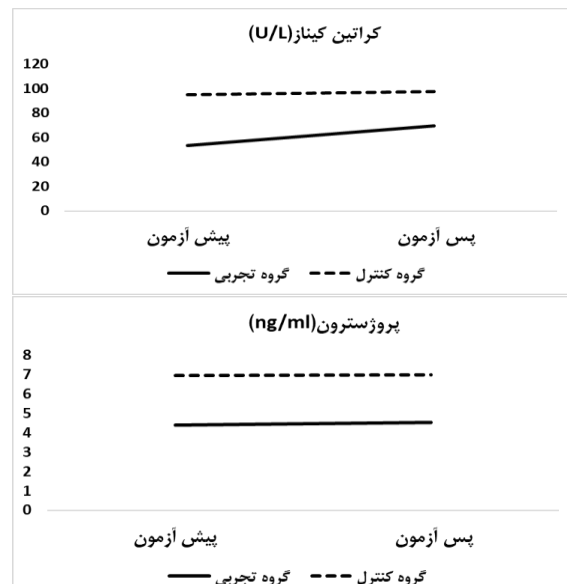 کراتین کیناز(U/L)
120
100
80
60
40
20
0
پیش آزمون
پس آزمون
گروه تجربی
گروه کنترل
پروژسترون(ng/ml)
8
7
6
5
4
3
2
1
0
پیش آزمون
پس آزمون
گروه تجربی
گروه کنترل